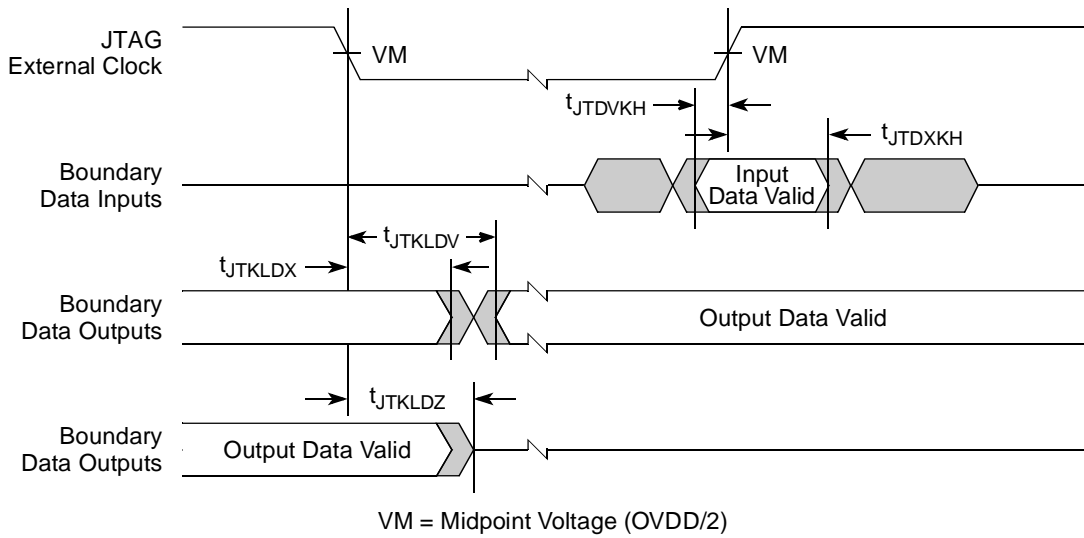 JTAG
External Clock
VM
VM
tJTDVKH
tJTDXKH
Boundary
Data Inputs
Input
Data Valid
tJTKLDV
tJTKLDX
Boundary
Data Outputs
Output Data Valid
tJTKLDZ
Boundary
Data Outputs
Output Data Valid
VM = Midpoint Voltage (OVDD/2)